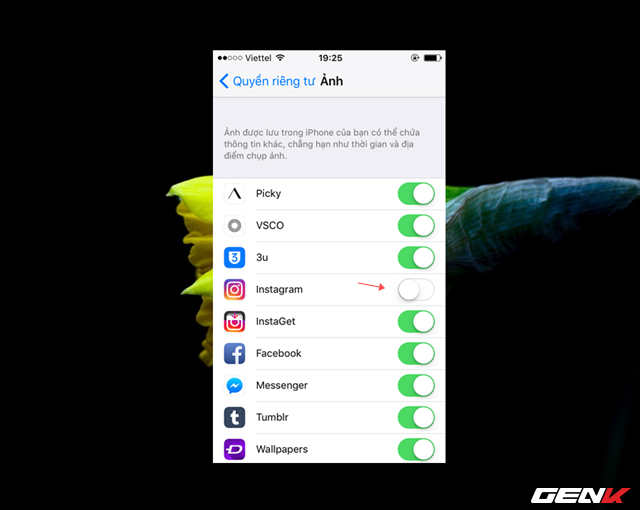 Viettel 19:25
Quyền riêng tư Ảnh
Ảnh được lưu trong iPhone của bạn có thể chứa
thông tin khác, chẳng hạn như thời gian và địa
điểm chụp ảnh.
Picky
VSCO
3u
Instagram
InstaGet
Facebook
Messenger
Tumblr
Wallpapers
GENK